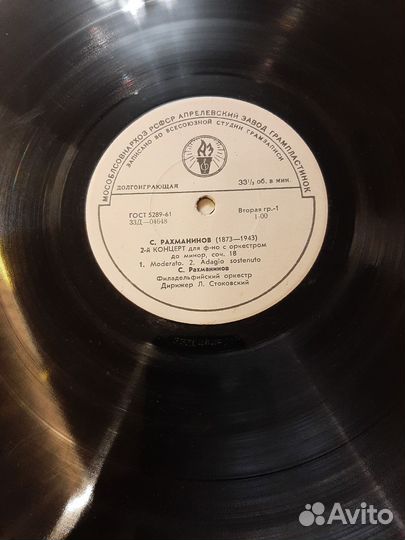 МОСОБЛСОВНАРХОЗ РСФСР АПРЕЛЕВСКИЙ ЗАВОД ГРАМПЛАСТИНОК
ЗАПИСАНО ВО ВСЕСОЮЗНОЙ СТУДИИ ГРАМЗАПИСИ
ДОЛГОИГРАЮЩАЯ 33⅓ об. в мин.
ГОСТ 5289-61 Вторая гр.-1
33Д—04648 1-00
С. РАХМАНИНОВ (1873—1943)
2-й КОНЦЕРТ для ф-но с оркестром
до минор, соч. 18
1. Moderato. 2. Adagio sostenuto
С. Рахманинов
Филадельфийский оркестр
Дирижер Л. Стоковский
Avito